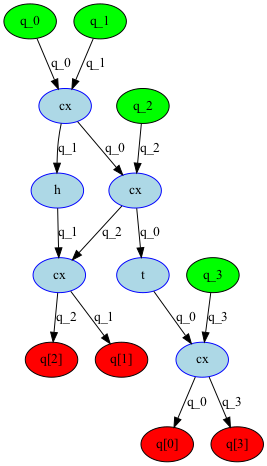 q_0 q_1
q_0 q_1
cx q_2
q_1 q_0 q_2
h cx
q_1 q_2 q_0
cx t q_3
q_2 q_1 q_0 q_3
q[2] q[1] cx
q_0 q_3
q[0] q[3]